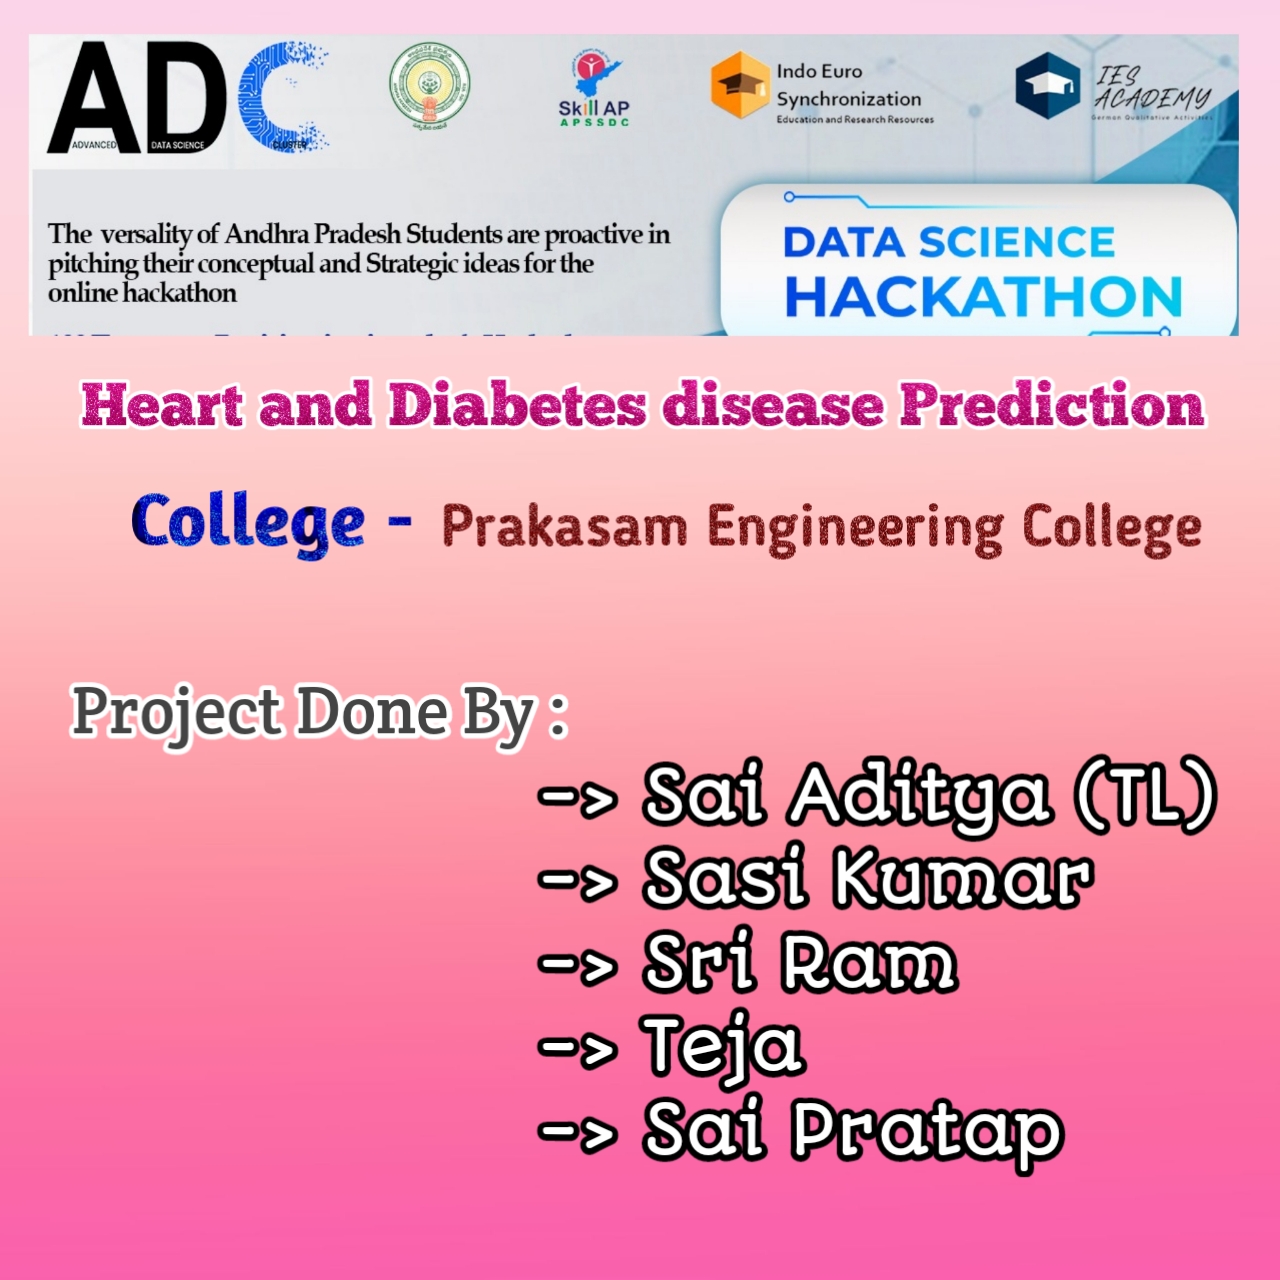 ADC
ADVANCED DATA SCIENCE CLUSTER
Skill AP
APSSDC
Indo Euro
Synchronization
Education and Research Resources
IES
ACADEMY
German Qualitative Activities
The versality of Andhra Pradesh Students are proactive in
pitching their conceptual and Strategic ideas for the
online hackathon
DATA SCIENCE
HACKATHON
Heart and Diabetes disease Prediction
College - Prakasam Engineering College
Project Done By :
-> Sai Aditya (TL)
-> Sasi Kumar
-> Sri Ram
-> Teja
-> Sai Pratap